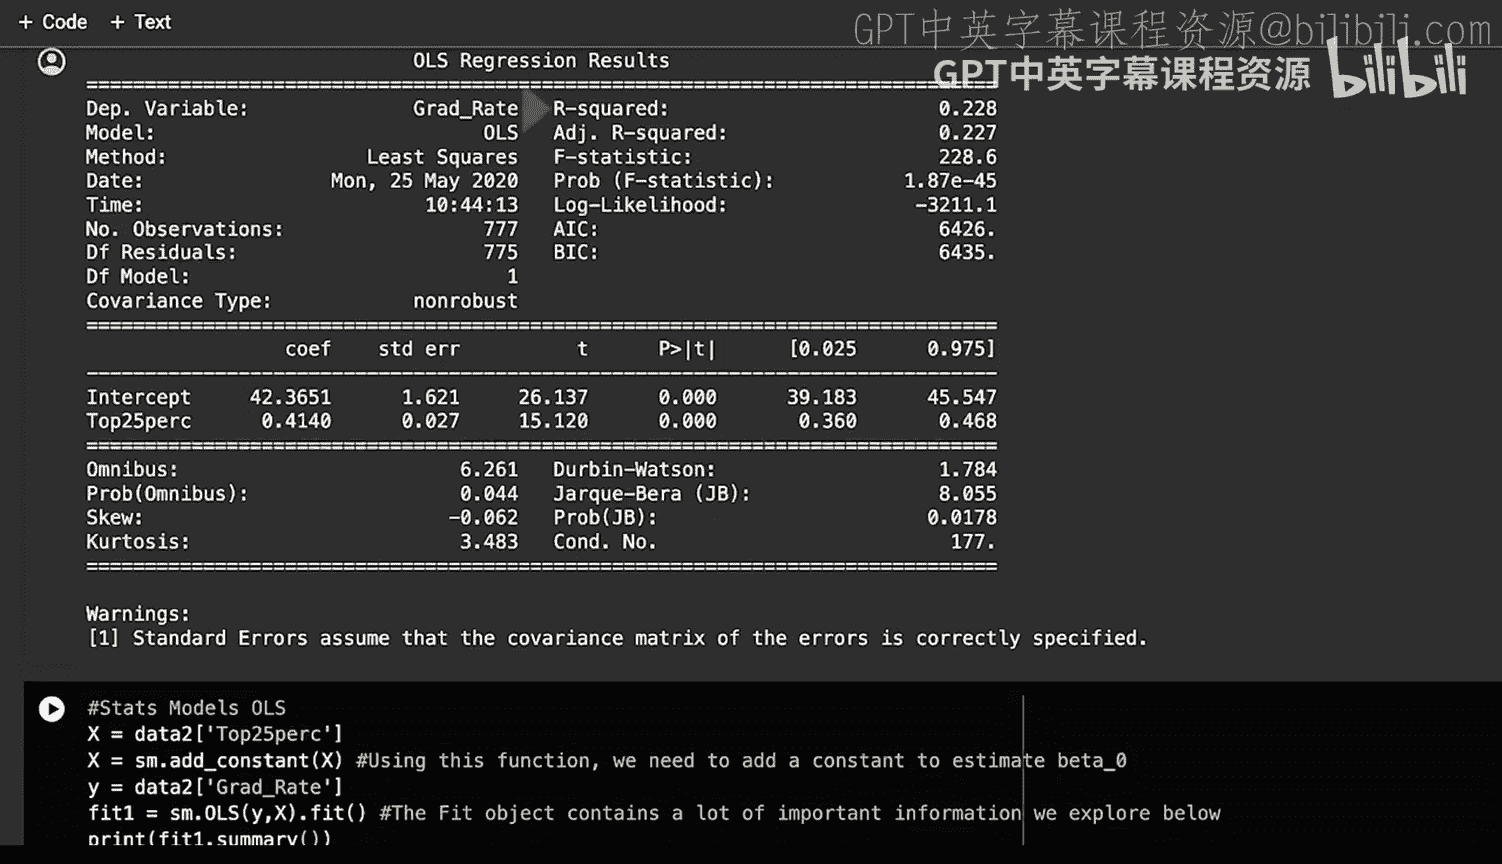 + Code + Text
GPT中英字幕课程资源@bilibili.com
GPT中英字幕课程资源 bilibili
OLS Regression Results
==============================================================================
Dep. Variable: Grad_Rate R-squared: 0.228
Model: OLS Adj. R-squared: 0.227
Method: Least Squares F-statistic: 228.6
Date: Mon, 25 May 2020 Prob (F-statistic): 1.87e-45
Time: 10:44:13 Log-Likelihood: -3211.1
No. Observations: 777 AIC: 6426.
Df Residuals: 775 BIC: 6435.
Df Model: 1
Covariance Type: nonrobust
==============================================================================
coef std err t P>|t| [0.025 0.975]
------------------------------------------------------------------------------
Intercept 42.3651 1.621 26.137 0.000 39.183 45.547
Top25perc 0.4140 0.027 15.120 0.000 0.360 0.468
==============================================================================
Omnibus: 6.261 Durbin-Watson: 1.784
Prob(Omnibus): 0.044 Jarque-Bera (JB): 8.055
Skew: -0.062 Prob(JB): 0.0178
Kurtosis: 3.483 Cond. No. 177.
==============================================================================
Warnings:
[1] Standard Errors assume that the covariance matrix of the errors is correctly specified.
#Stats Models OLS
X = data2['Top25perc']
X = sm.add_constant(X) #Using this function, we need to add a constant to estimate beta_0
y = data2['Grad_Rate']
fit1 = sm.OLS(y,X).fit() #The Fit object contains a lot of important information we explore below
print(fit1.summary())